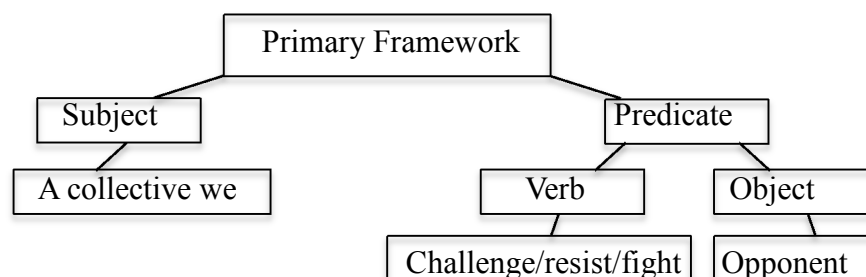 Primary Framework
Subject
Predicate
A collective we
Verb
Object
Challenge/resist/fight
Opponent